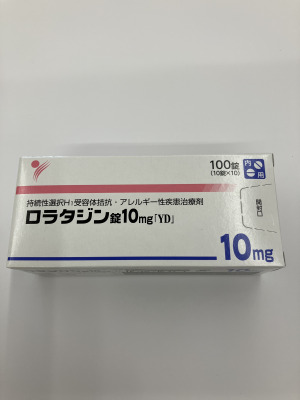 100錠
(10錠×10)
内
用
持続性選択H₁受容体拮抗・アレルギー性疾患治療剤
ロラタジン錠10mg「YD」
開封口
10mg